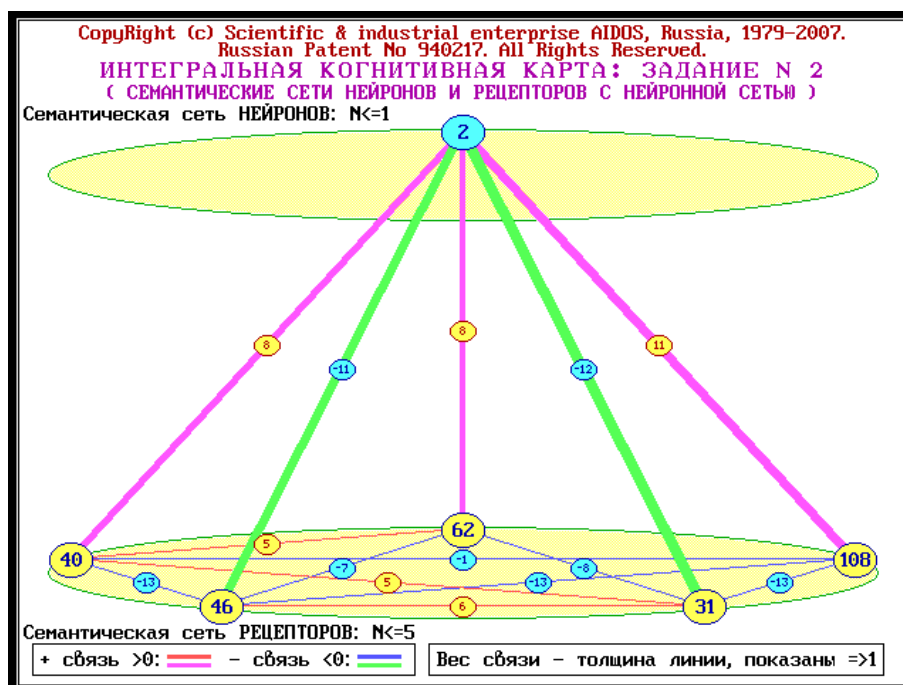 CopyRight (c) Scientific & industrial enterprise AIDOS, Russia, 1979-2007.
Russian Patent No 940217. All Rights Reserved.
ИНТЕГРАЛЬНАЯ КОГНИТИВНАЯ КАРТА: ЗАДАНИЕ N 2
( СЕМАНТИЧЕСКИЕ СЕТИ НЕЙРОНОВ И РЕЦЕПТОРОВ С НЕЙРОННОЙ СЕТЬЮ )
Семантическая сеть НЕЙРОНОВ: N<=1
2
8
8
11
-11
-12
62
5
40
-1
108
-7
-8
-13
5
-13
-13
46
6
31
Семантическая сеть РЕЦЕПТОРОВ: N<=5
+ связь >0: - связь <0:
Вес связи - толщина линии, показаны =>1